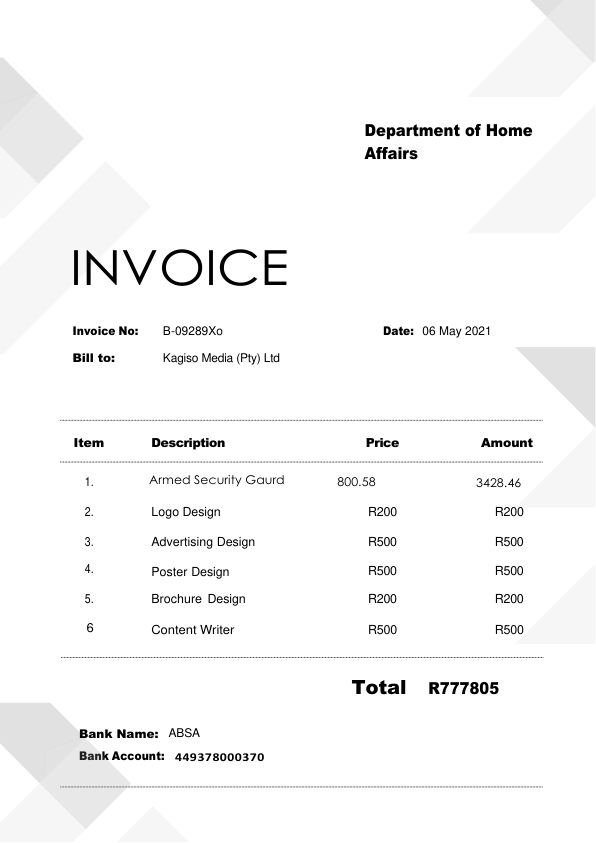 Department of Home
Affairs
INVOICE
Invoice No: B-09289Xo Date: 06 May 2021
Bill to: Kagiso Media (Pty) Ltd
Item Description Price Amount
1. Armed Security Gaurd 800.58 3428.46
2. Logo Design R200 R200
3. Advertising Design R500 R500
4. Poster Design R500 R500
5. Brochure Design R200 R200
6 Content Writer R500 R500
Total R777805
Bank Name: ABSA
Bank Account: 449378000370